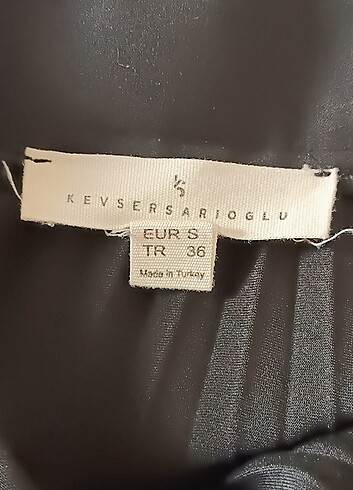 KS
KEVSERSARIOGLU
EUR S
TR 36
Made in Turkey